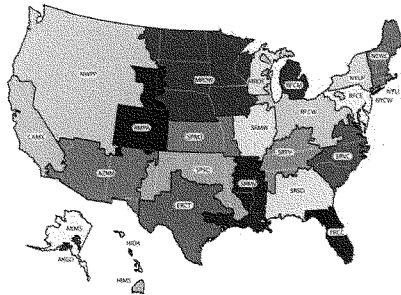 NWPP
MROW
MROE
RFCM
NEWE
NYUP
RFCE
NYLI
NYCW
RMPA
CAMX
SPNO
SRMW
RFCW
SRTV
SRVC
AZNM
SPSO
SRMV
SRSO
ERCT
FRCC
AKMS
AKGD
HIOA
HIMS